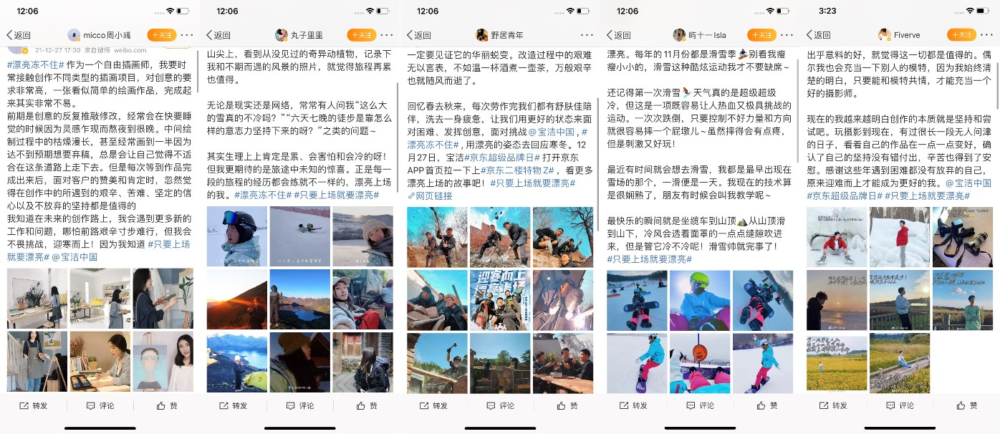 12:06
返回
micco周小彧
+关注
21-12-27 17:30 来自微博 weibo.com
#漂亮冻不住# 作为一个自由插画师，我要时
常接触创作不同类型的插画项目，对创意的要
求非常高，一张看似简单的绘画作品，完成起
来其实非常不易。
前期是创意的反复推敲修改，经常会在快要睡
觉的时候因为灵感乍现而熬夜到很晚。中间绘
制过程中的枯燥漫长，甚至经常画到一半因为
达不到预期想要弃稿，总是会让自己觉得不适
合在这条道路上走下去。但是每次等到作品完
成出来后，面对客户的赞美和肯定时，忽然觉
得在创作中的所遇到的艰辛、苦难、坚定的信
心以及不放弃的坚持都是值得的
我知道在未来的创作路上，我会遇到更多新的
工作和问题，哪怕前路艰辛寸步难行，但我会
不畏挑战，迎寒而上！因为我知道 #只要上场
就要漂亮# @宝洁中国
转发
评论
赞
12:06
返回
丸子里里
+关注
山尖上，看到从没见过的奇异动植物，记录下
我和不期而遇的风景的照片，就觉得旅程再累
也值得。
无论是现实还是网络，常常有人问我“这么大
的雪真的不冷吗？”“六天七晚的徒步是靠怎么
样的意志力坚持下来的呀？”之类的问题~
其实生理上上肯定是累、会害怕和会冷的呀！
但我更期待的是旅途中未知的惊喜。正是每一
段的旅程的经历都会练就不一样的，漂亮上场
的我。#漂亮冻不住# #只要上场就要漂亮#
转发
评论
赞
12:06
返回
野居青年
一定要见证它的华丽蜕变。改造过程中的艰难
无以言表，不如温一杯酒煮一壶茶，万般艰辛
也就随风而逝了。
回忆春去秋来，每次劳作完我们都有舒肤佳陪
伴，洗去一身疲惫，让我们用更好的状态来面
对困难、发挥创意，面对挑战@宝洁中国，#
漂亮冻不住#，用漂亮的姿态去回应寒冬。12
月27日，宝洁#京东超级品牌日# 打开京东
APP首页拉一下上#京东二楼特物Z#，看更多
漂亮上场的故事吧！#只要上场就要漂亮#
网页链接
迎寒而上
漂亮上场
转发
评论
赞
12:06
返回
屿十一Isla
+关注
漂亮。每年的11月份都是滑雪季🏂别看我瘦
瘦小小的，滑雪这种酷炫运动我才不要缺席~
还记得第一次滑雪⛷天气真的是超级超级
冷，但这是一项既容易让人热血又极具挑战的
运动。一次次跌倒，只要控制不好力量和方向
就很容易摔一个屁墩儿~虽然摔得会有点疼，
但是刺激又好玩！
最近有时间就会想去滑雪，我都是最早出现在
雪场的那个，一滑便是一天。我现在的技术算
是很娴熟了，朋友有时候会叫我教学呢~
最快乐的瞬间就是坐缆车到山顶⛰从山顶滑
到山下，冷风会透着面罩的一点点缝隙吹进
来，但是管它冷不冷呢！滑雪帅就完事了！
#只要上场就要漂亮#
转发
评论
赞
3:23
返回
Fiverve
+关注
出乎意料的好，就觉得这一切都是值得的。偶
尔我也会充当一下别人的模特，因为我始终清
楚的明白，只要能和模特共情，才能充当一个
好的摄影师。
现在的我越来越明白创作的本质就是坚持和尝
试吧。玩摄影到现在，有过很长一段无人问津
的日子，看着自己的作品在一点一点变好，确
认了自己的坚持没有错付出，辛苦也得到了安
慰。感谢这些年遇到困难都没有放弃的自己，
原来迎难而上才能成为更好的我。@宝洁中国
#京东超级品牌日# #只要上场就要漂亮#
转发
评论
赞